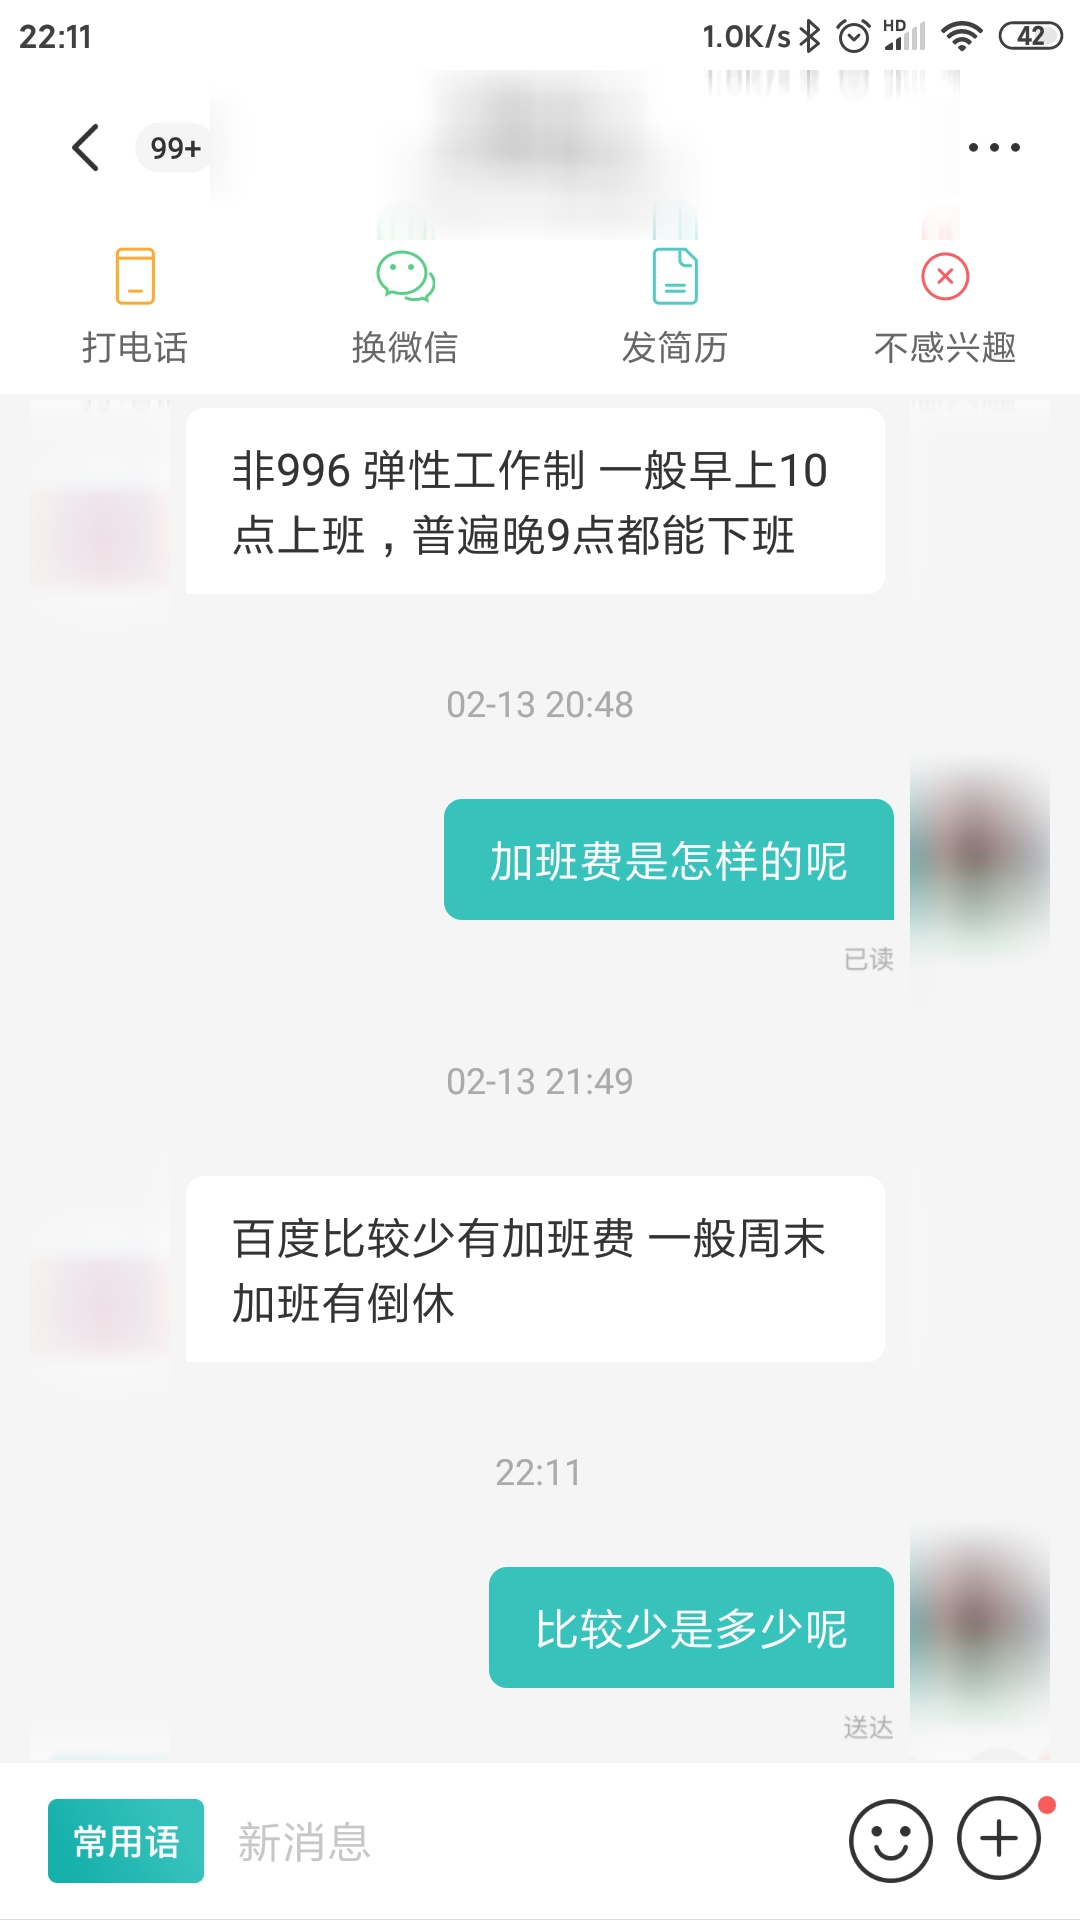 22:11 1.0K/s HD 42
99+
打电话 换微信 发简历 不感兴趣
非996 弹性工作制 一般早上10
点上班，普遍晚9点都能下班
02-13 20:48
加班费是怎样的呢
已读
02-13 21:49
百度比较少有加班费 一般周末
加班有倒休
22:11
比较少是多少呢
送达
常用语 新消息